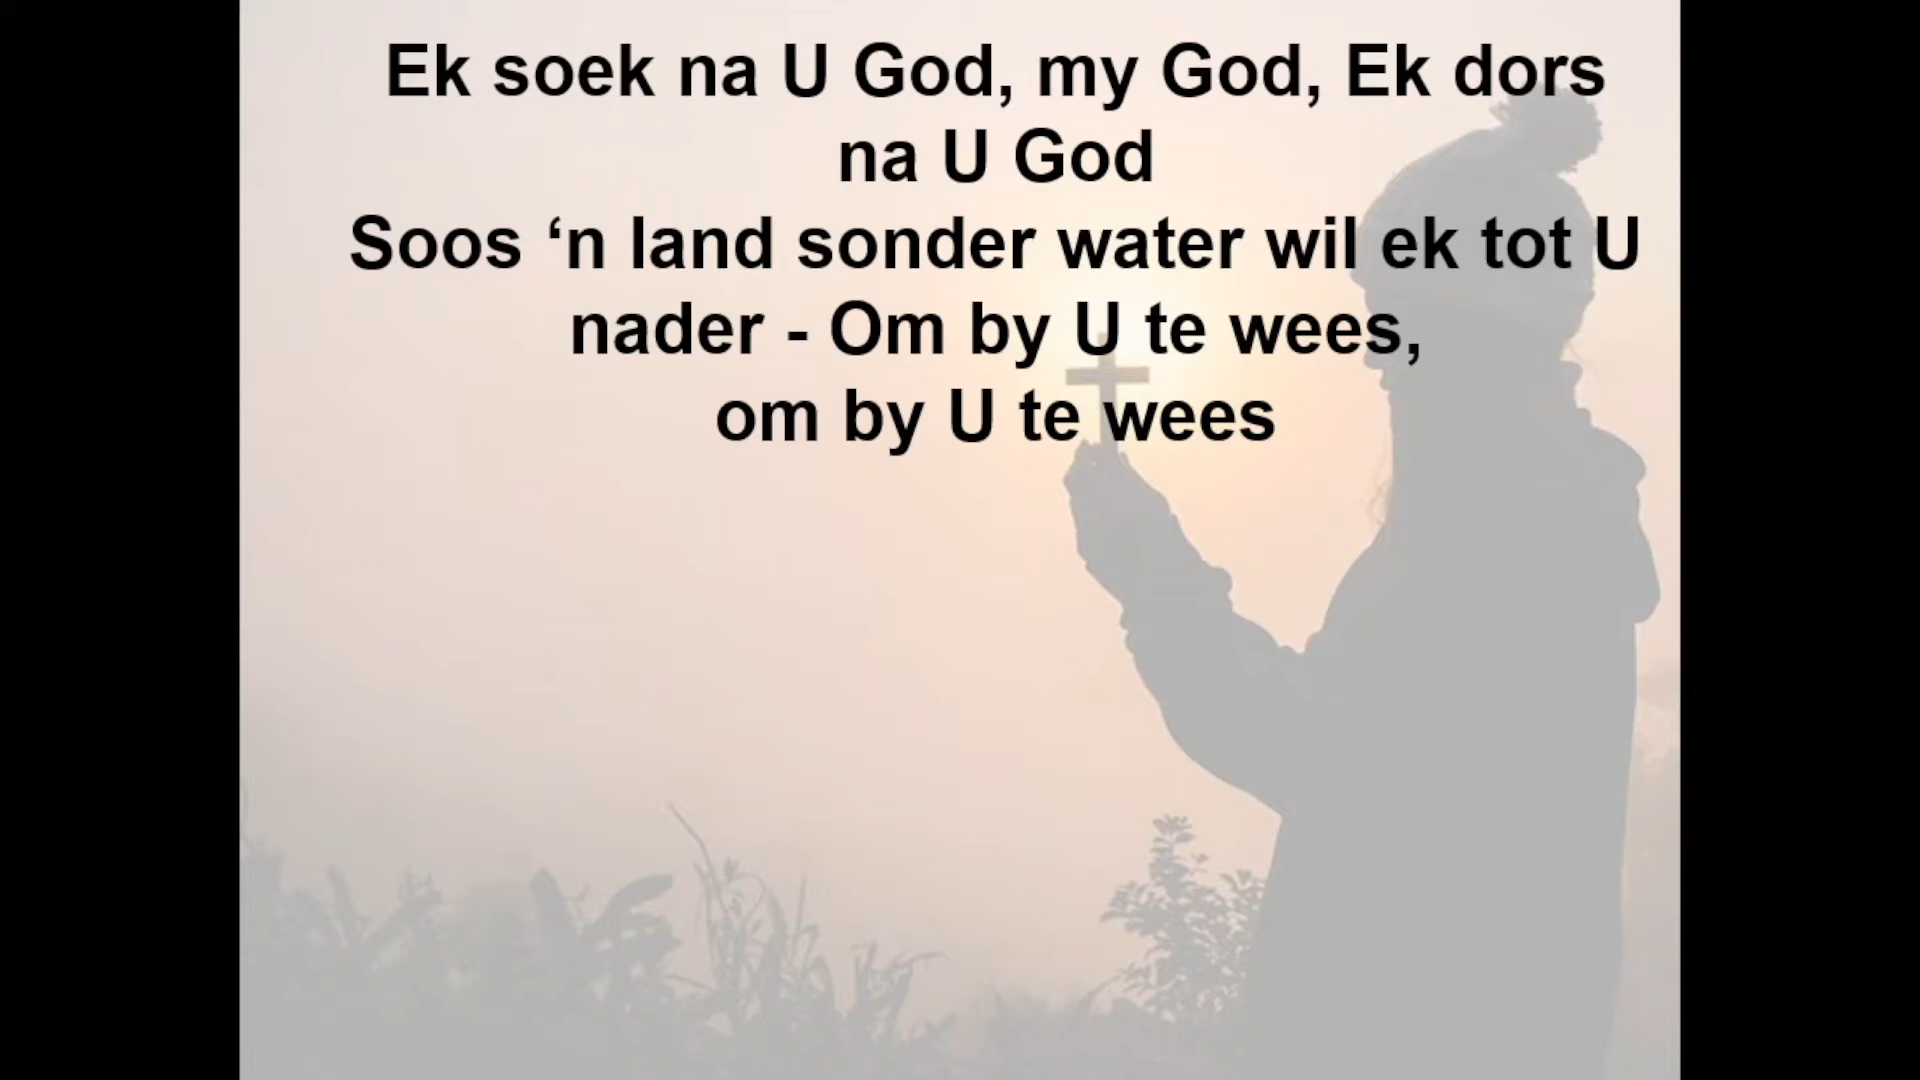 Ek soek na U God, my God, Ek dors
na U God
Soos ‘n land sonder water wil ek tot U
nader - Om by U te wees,
om by U te wees